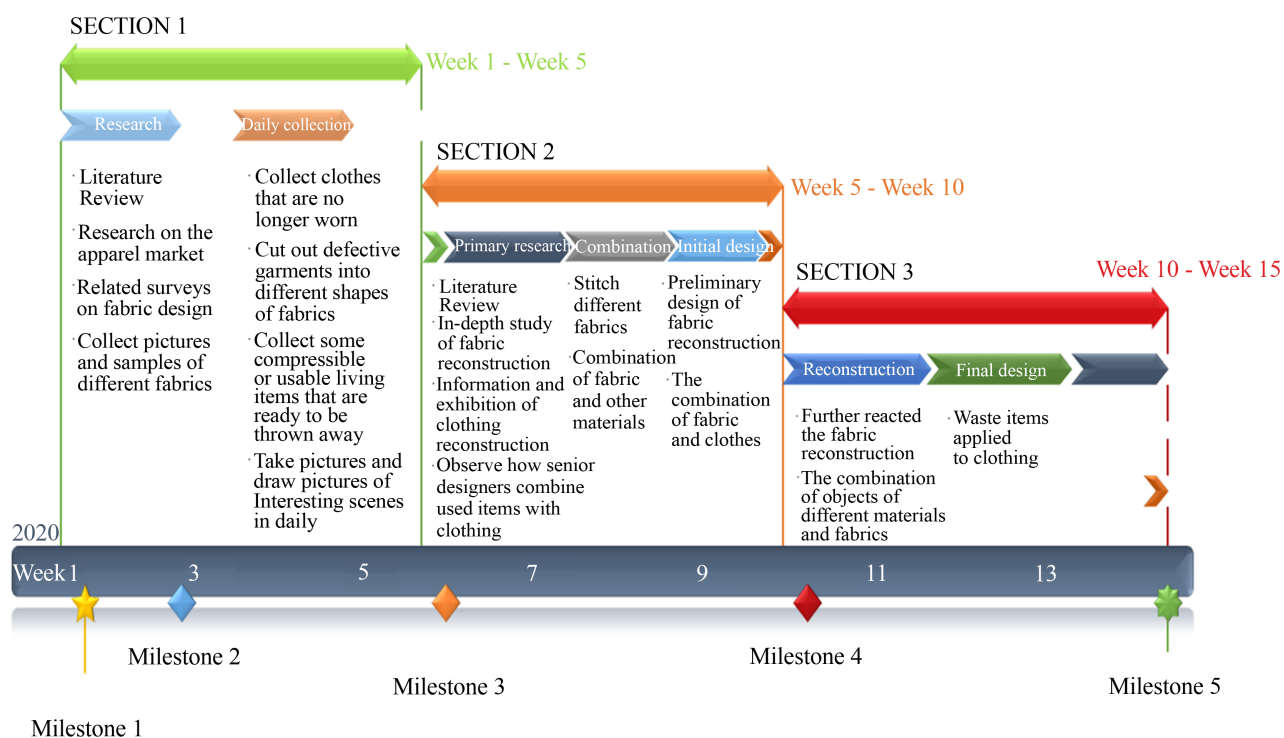 SECTION 1
Week 1 - Week 5
Research
Daily collection
· Literature
Review
· Research on the
apparel market
· Related surveys
on fabric design
· Collect pictures
and samples of
different fabrics
· Collect clothes
that are no
longer worn
· Cut out defective
garments into
different shapes
of fabrics
· Collect some
compressible
or usable living
items that are
ready to be
thrown away
· Take pictures and
draw pictures of
Interesting scenes
in daily
SECTION 2
Week 5 - Week 10
Primary research
Combination
Initial design
· Literature
Review
· In-depth study
of fabric
reconstruction
· Information and
exhibition of
clothing
reconstruction
· Observe how senior
designers combine
used items with
clothing
· Stitch
different
fabrics
· Combination
of fabric
and other
materials
· Preliminary
design of
fabric
reconstruction
· The
combination
of fabric
and clothes
SECTION 3
Week 10 - Week 15
Reconstruction
Final design
· Further reacted
the fabric
reconstruction
· The combination
of objects of
different materials
and fabrics
· Waste items
applied
to clothing
2020
Week 1 3 5 7 9 11 13
Milestone 1
Milestone 2
Milestone 3
Milestone 4
Milestone 5